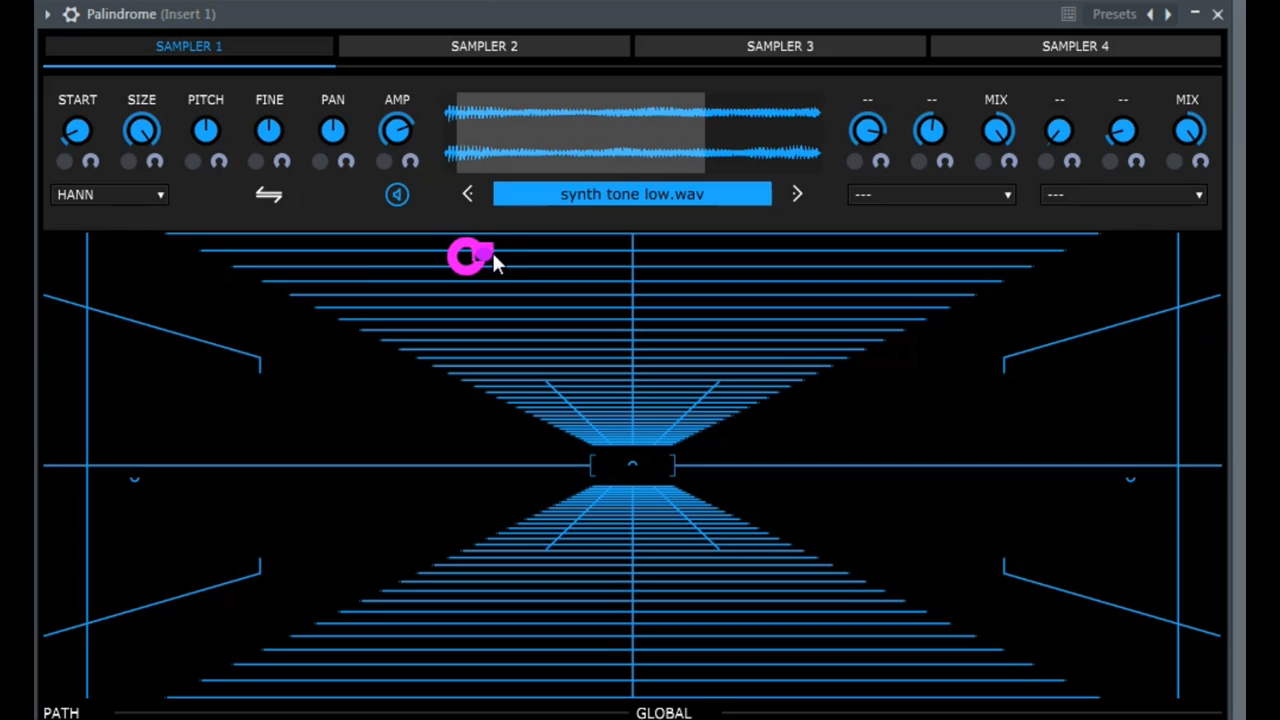 Palindrome (Insert 1) Presets
SAMPLER 1 SAMPLER 2 SAMPLER 3 SAMPLER 4
START SIZE PITCH FINE PAN AMP -- -- MIX -- -- MIX
HANN synth tone low.wav --- ---
PATH GLOBAL